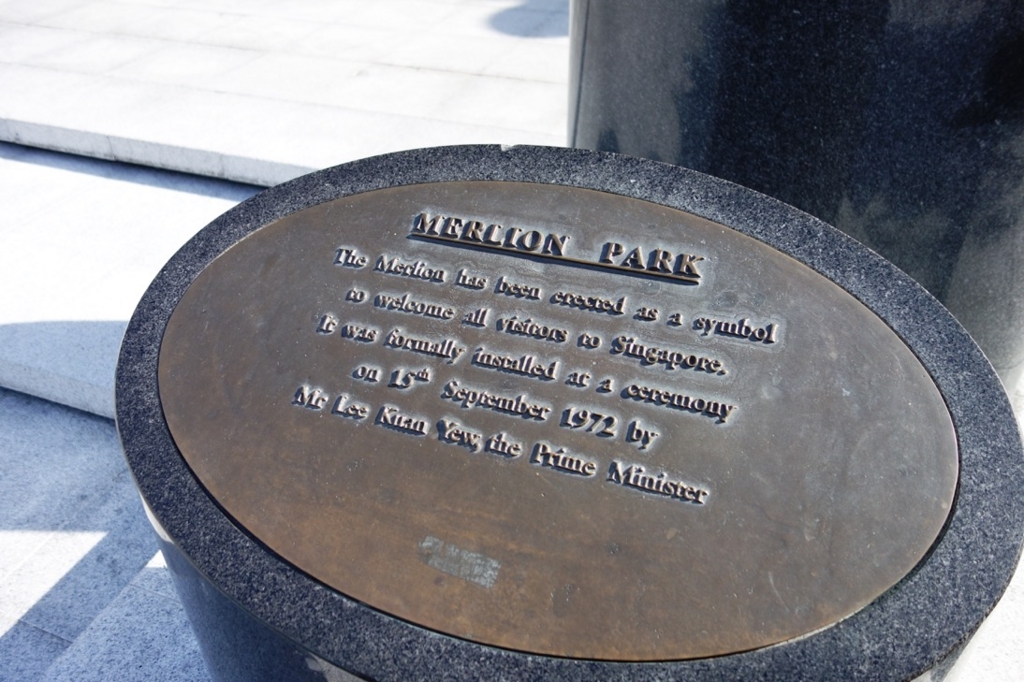 MERLION PARK
The Merlion has been erected as a symbol
to welcome all visitors to Singapore.
It was formally installed at a ceremony
on 15th September 1972 by
Mr Lee Kuan Yew, the Prime Minister